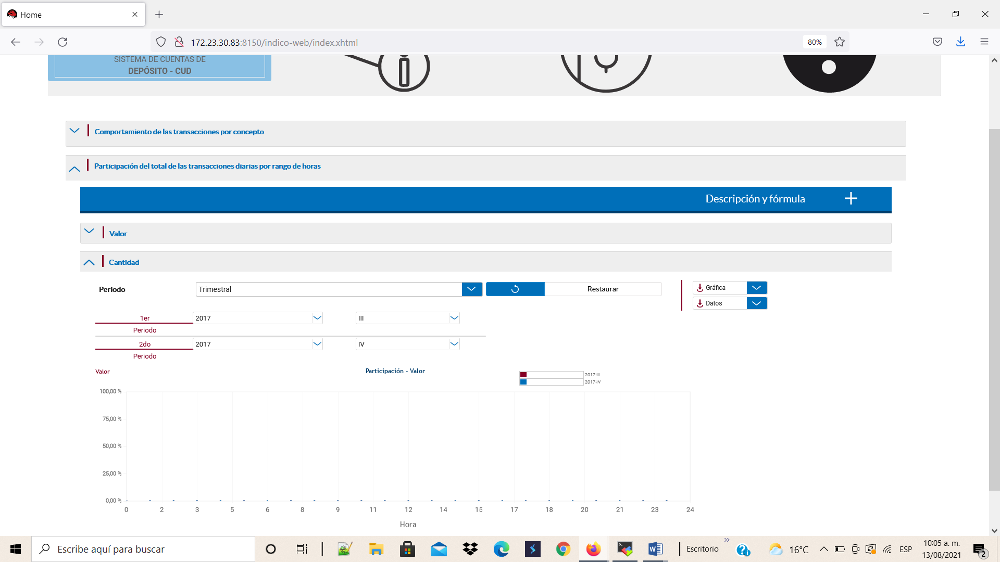 Home
172.23.30.83:8150/indico-web/index.xhtml
80%
SISTEMA DE CUENTAS DE
DEPÓSITO - CUD
Comportamiento de las transacciones por concepto
Participación del total de las transacciones diarias por rango de horas
Descripción y fórmula
Valor
Cantidad
Periodo
Trimestral
Restaurar
Gráfica
Datos
1er
Periodo
2017
III
2do
Periodo
2017
IV
Valor
Participación - Valor
2017-III
2017-IV
100,00 %
75,00 %
50,00 %
25,00 %
0,00 %
0 2 3 5 6 8 9 11 12 14 15 17 18 20 21 23 24
Hora
Escribe aquí para buscar
Escritorio
16°C
ESP
10:05 a. m.
13/08/2021
2